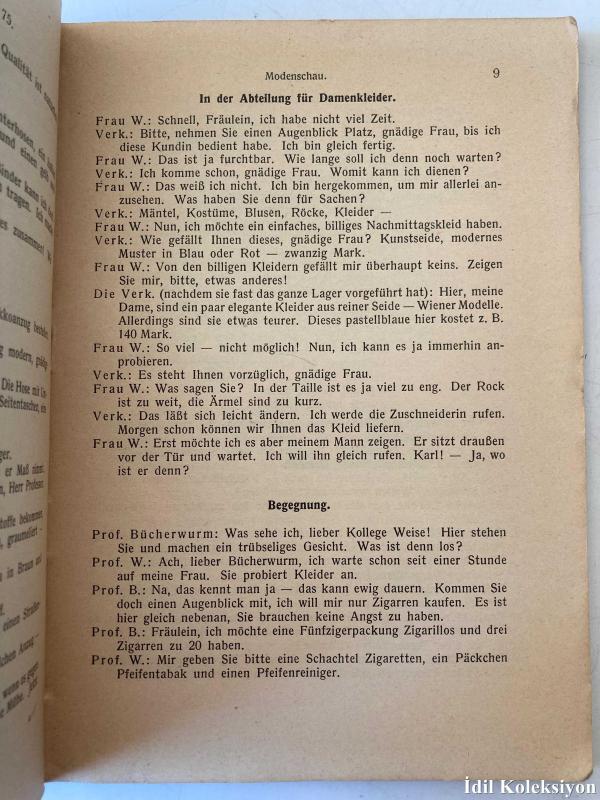 75.
Qualität ist
Modenschau. 9
In der Abteilung für Damenkleider.
Frau W.: Schnell, Fräulein, ich habe nicht viel Zeit.
Verk.: Bitte, nehmen Sie einen Augenblick Platz, gnädige Frau, bis ich
diese Kundin bedient habe. Ich bin gleich fertig.
Frau W.: Das ist ja furchtbar. Wie lange soll ich denn noch warten?
Verk.: Ich komme schon, gnädige Frau. Womit kann ich dienen?
Frau W.: Das weiß ich nicht. Ich bin hergekommen, um mir allerlei an-
zusehen. Was haben Sie denn für Sachen?
Verk.: Mäntel, Kostüme, Blusen, Röcke, Kleider —
Frau W.: Nun, ich möchte ein einfaches, billiges Nachmittagskleid haben.
Verk.: Wie gefällt Ihnen dieses, gnädige Frau? Kunstseide, modernes
Muster in Blau oder Rot — zwanzig Mark.
Frau W.: Von den billigen Kleidern gefällt mir überhaupt keins. Zeigen
Sie mir, bitte, etwas anderes!
Die Verk. (nachdem sie fast das ganze Lager vorgeführt hat): Hier, meine
Dame, sind ein paar elegante Kleider aus reiner Seide — Wiener Modelle.
Allerdings sind sie etwas teurer. Dieses pastellblaue hier kostet z. B.
140 Mark.
Frau W.: So viel — nicht möglich! Nun, ich kann es ja immerhin an-
probieren.
Verk.: Es steht Ihnen vorzüglich, gnädige Frau.
Frau W.: Was sagen Sie? In der Taille ist es ja viel zu eng. Der Rock
ist zu weit, die Ärmel sind zu kurz.
Verk.: Das läßt sich leicht ändern. Ich werde die Zuschneiderin rufen.
Morgen schon können wir Ihnen das Kleid liefern.
Frau W.: Erst möchte ich es aber meinem Mann zeigen. Er sitzt draußen
vor der Tür und wartet. Ich will ihn gleich rufen. Karl! — Ja, wo
ist er denn?
Begegnung.
Prof. Bücherwurm: Was sehe ich, lieber Kollege Weise! Hier stehen
Sie und machen ein trübseliges Gesicht. Was ist denn los?
Prof. W.: Ach, lieber Bücherwurm, ich warte schon seit einer Stunde
auf meine Frau. Sie probiert Kleider an.
Prof. B.: Na, das kennt man ja — das kann ewig dauern. Kommen Sie
doch einen Augenblick mit, ich will mir nur Zigarren kaufen. Es ist
hier gleich nebenan, Sie brauchen keine Angst zu haben.
Prof. B.: Fräulein, ich möchte eine Fünfzigerpackung Zigarillos und drei
Zigarren zu 20 haben.
Prof. W.: Mir geben Sie bitte eine Schachtel Zigaretten, ein Päckchen
Pfeifentabak und einen Pfeifenreiniger.
İdil Koleksiyon